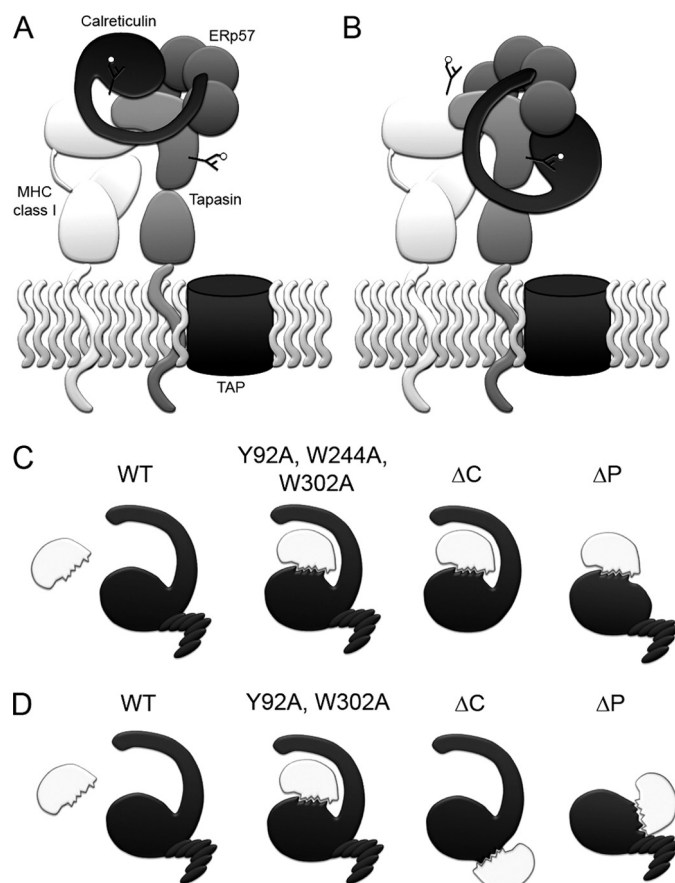 A
Calreticulin
ERp57
B
MHC
class I
Tapasin
TAP
C
WT
Y92A, W244A,
W302A
ΔC
ΔP
D
WT
Y92A, W302A
ΔC
ΔP